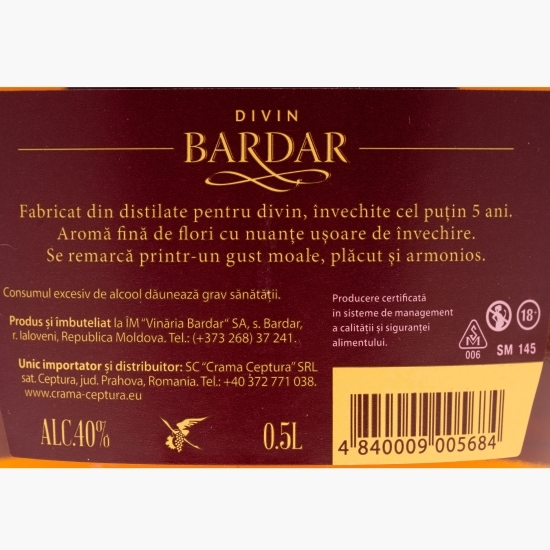 DIVIN
BARDAR
Fabricat din distilate pentru divin, învechite cel puțin 5 ani.
Aromă fină de flori cu nuanțe ușoare de învechire.
Se remarcă printr-un gust moale, plăcut și armonios.
Consumul excesiv de alcool dăunează grav sănătății.
Produs și îmbuteliat la ÎM "Vinăria Bardar" SA, s. Bardar,
r. Ialoveni, Republica Moldova. Tel.: (+373 268) 37 241.
Unic importator și distribuitor: SC "Crama Ceptura" SRL
sat. Ceptura, jud. Prahova, Romania. Tel.: +40 372 771 038.
www.crama-ceptura.eu
ALC.40%
0.5L
Producere certificată
in sisteme de management
a calității și siguranței
alimentului.
18+
SM
006
SM 145
4 840009 005684